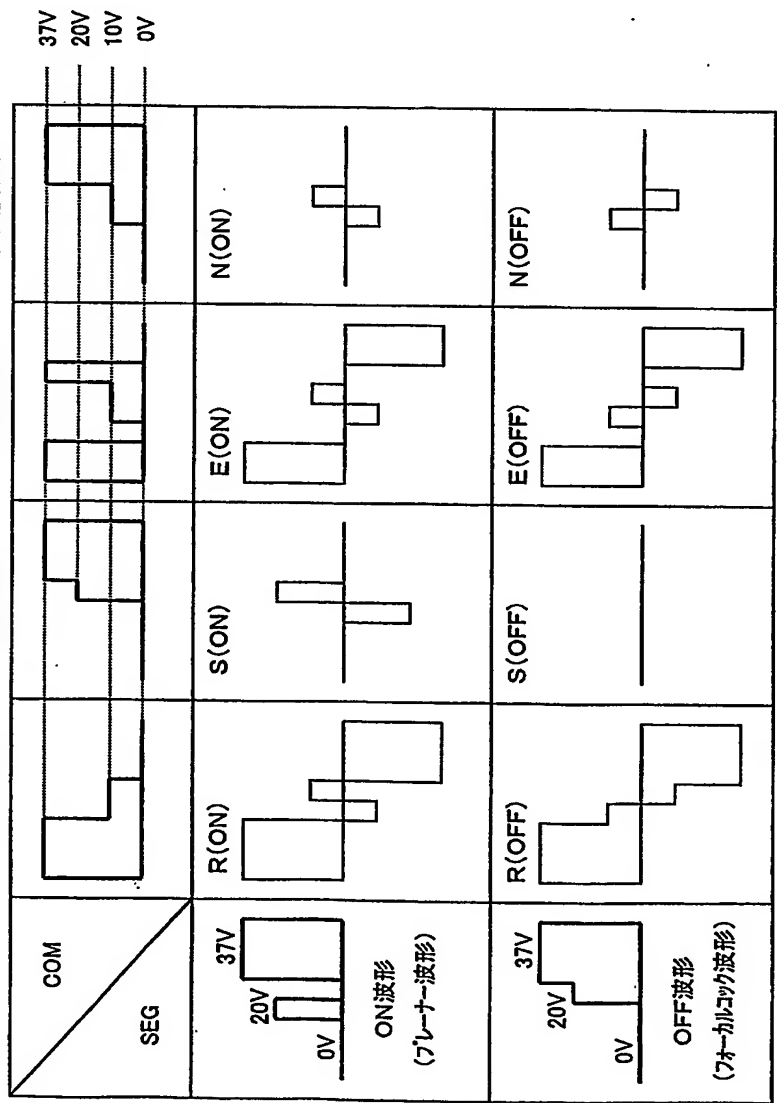 COM
SEG
37V
20V
10V
0V
R(ON)
S(ON)
E(ON)
N(ON)
37V
20V
0V
ON波形
(プレーナー波形)
R(OFF)
S(OFF)
E(OFF)
N(OFF)
37V
20V
0V
OFF波形
(フォーカルコニック波形)